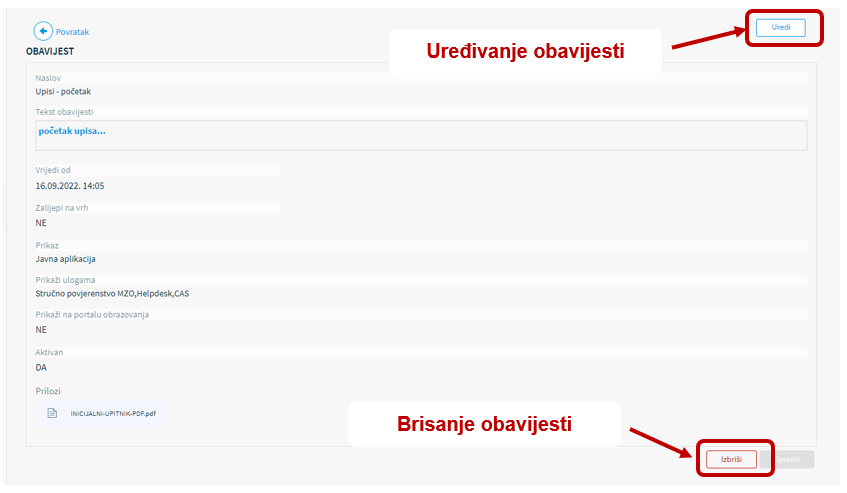 Povratak
Uredi
Uređivanje obavijesti
OBAVIJEST
Naslov
Upisi - početak
Tekst obavijesti
početak upisa...
Vrijedi od
16.09.2022. 14:05
Zalijepi na vrh
NE
Prikaz
Javna aplikacija
Prikaži ulogama
Stručno povjerenstvo MZO,Helpdesk,CAS
Prikaži na portalu obrazovanja
NE
Aktivan
DA
Prilozi
INICIJALNI-UPITNIK-PDF.pdf
Brisanje obavijesti
Izbriši